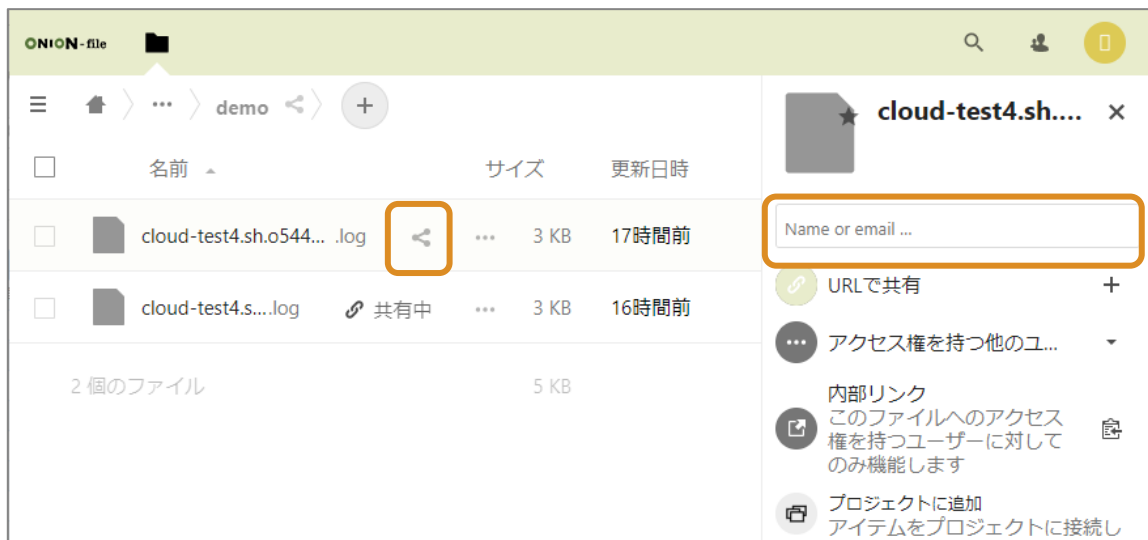 ONION-file
demo
名前 サイズ 更新日時
cloud-test4.sh.o544... .log 3 KB 17時間前
cloud-test4.s....log 共有中 3 KB 16時間前
2 個のファイル 5 KB
cloud-test4.sh....
Name or email ...
URLで共有
アクセス権を持つ他のユ...
内部リンク
このファイルへのアクセス
権を持つユーザーに対して
のみ機能します
プロジェクトに追加
アイテムをプロジェクトに接続し